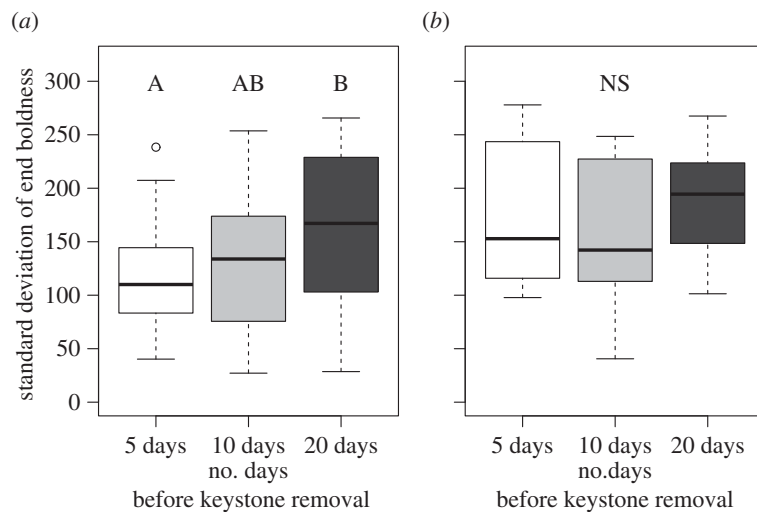 (a)
(b)
standard deviation of end boldness
300
250
200
150
100
50
0
A AB B
NS
5 days 10 days 20 days
no. days
before keystone removal
5 days 10 days 20 days
no.days
before keystone removal